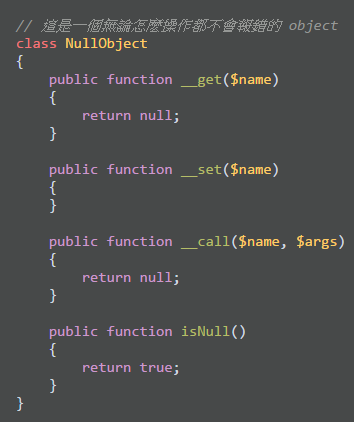 // 這是一個無論怎麼操作都不會報錯的 object
class NullObject
{
    public function __get($name)
    {
        return null;
    }

    public function __set($name)
    {
    }

    public function __call($name, $args)
    {
        return null;
    }

    public function isNull()
    {
        return true;
    }
}